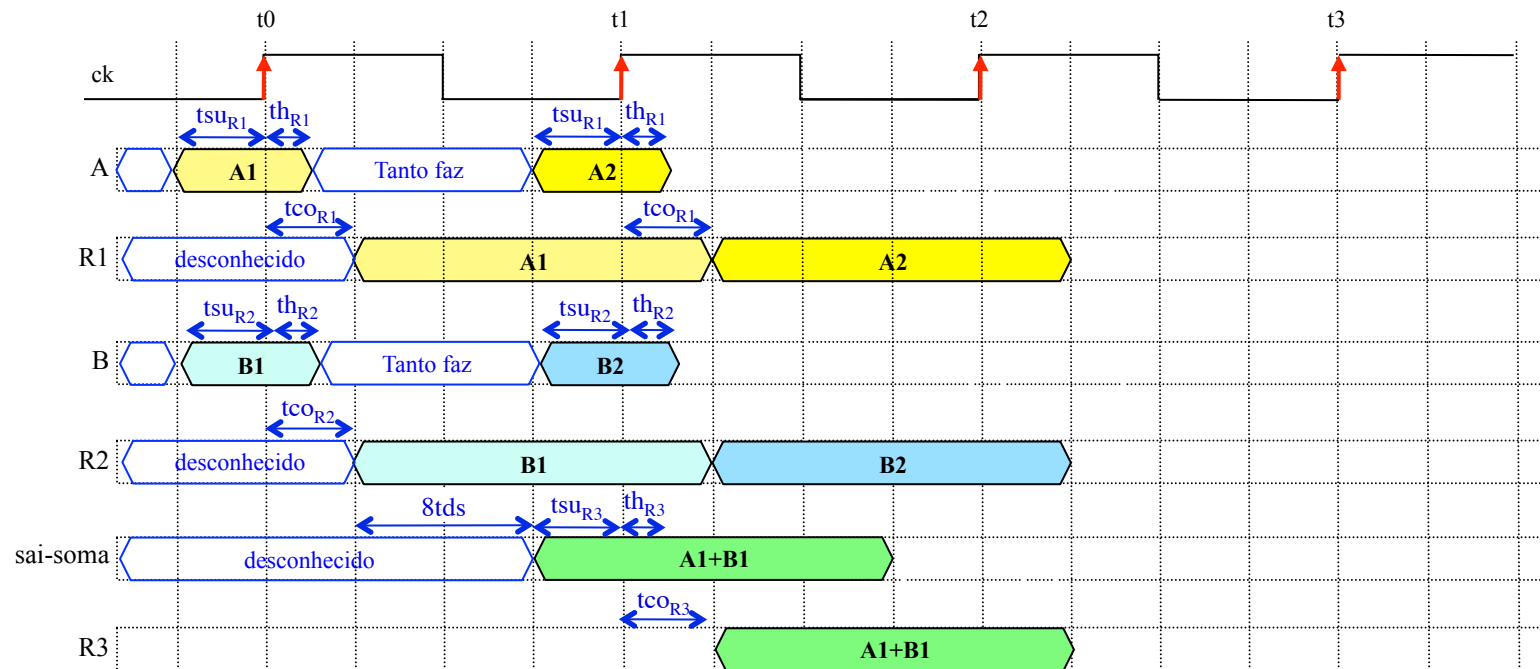 t0 t1 t2 t3
ck
tsuR1 thR1 tsuR1 thR1
A A1 Tanto faz A2
tcoR1 tcoR1
R1 desconhecido A1 A2
tsuR2 thR2 tsuR2 thR2
B B1 Tanto faz B2
tcoR2
R2 desconhecido B1 B2
8tds tsuR3 thR3
sai-soma desconhecido A1+B1
tcoR3
R3 A1+B1